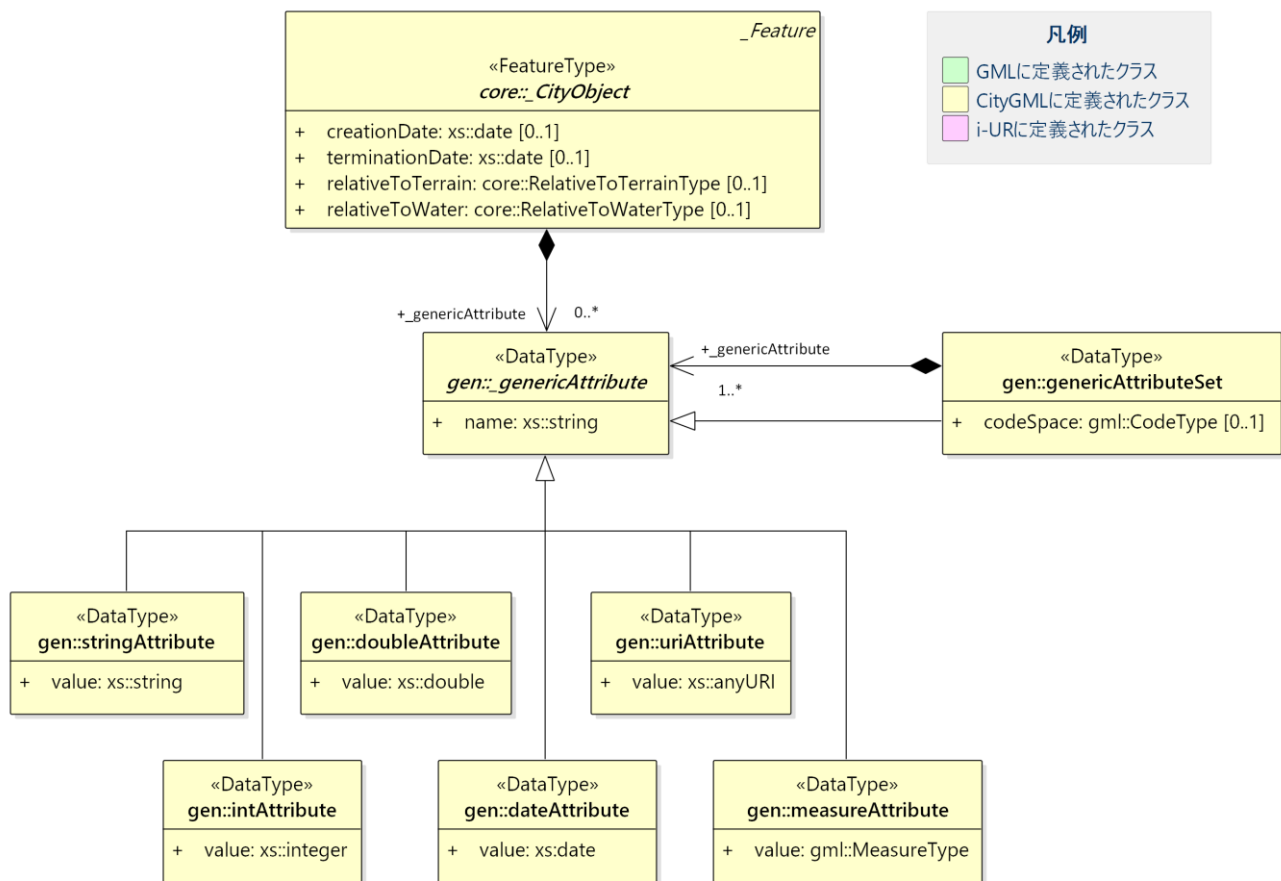 _Feature
«FeatureType»
core::_CityObject
+ creationDate: xs::date [0..1]
+ terminationDate: xs::date [0..1]
+ relativeToTerrain: core::RelativeToTerrainType [0..1]
+ relativeToWater: core::RelativeToWaterType [0..1]
凡例
GMLに定義されたクラス
CityGMLに定義されたクラス
i-URに定義されたクラス
+_genericAttribute 0..*
«DataType»
gen::_genericAttribute
+ name: xs::string
+_genericAttribute
1..*
«DataType»
gen::genericAttributeSet
+ codeSpace: gml::CodeType [0..1]
«DataType»
gen::stringAttribute
+ value: xs::string
«DataType»
gen::doubleAttribute
+ value: xs::double
«DataType»
gen::uriAttribute
+ value: xs::anyURI
«DataType»
gen::intAttribute
+ value: xs::integer
«DataType»
gen::dateAttribute
+ value: xs:date
«DataType»
gen::measureAttribute
+ value: gml::MeasureType